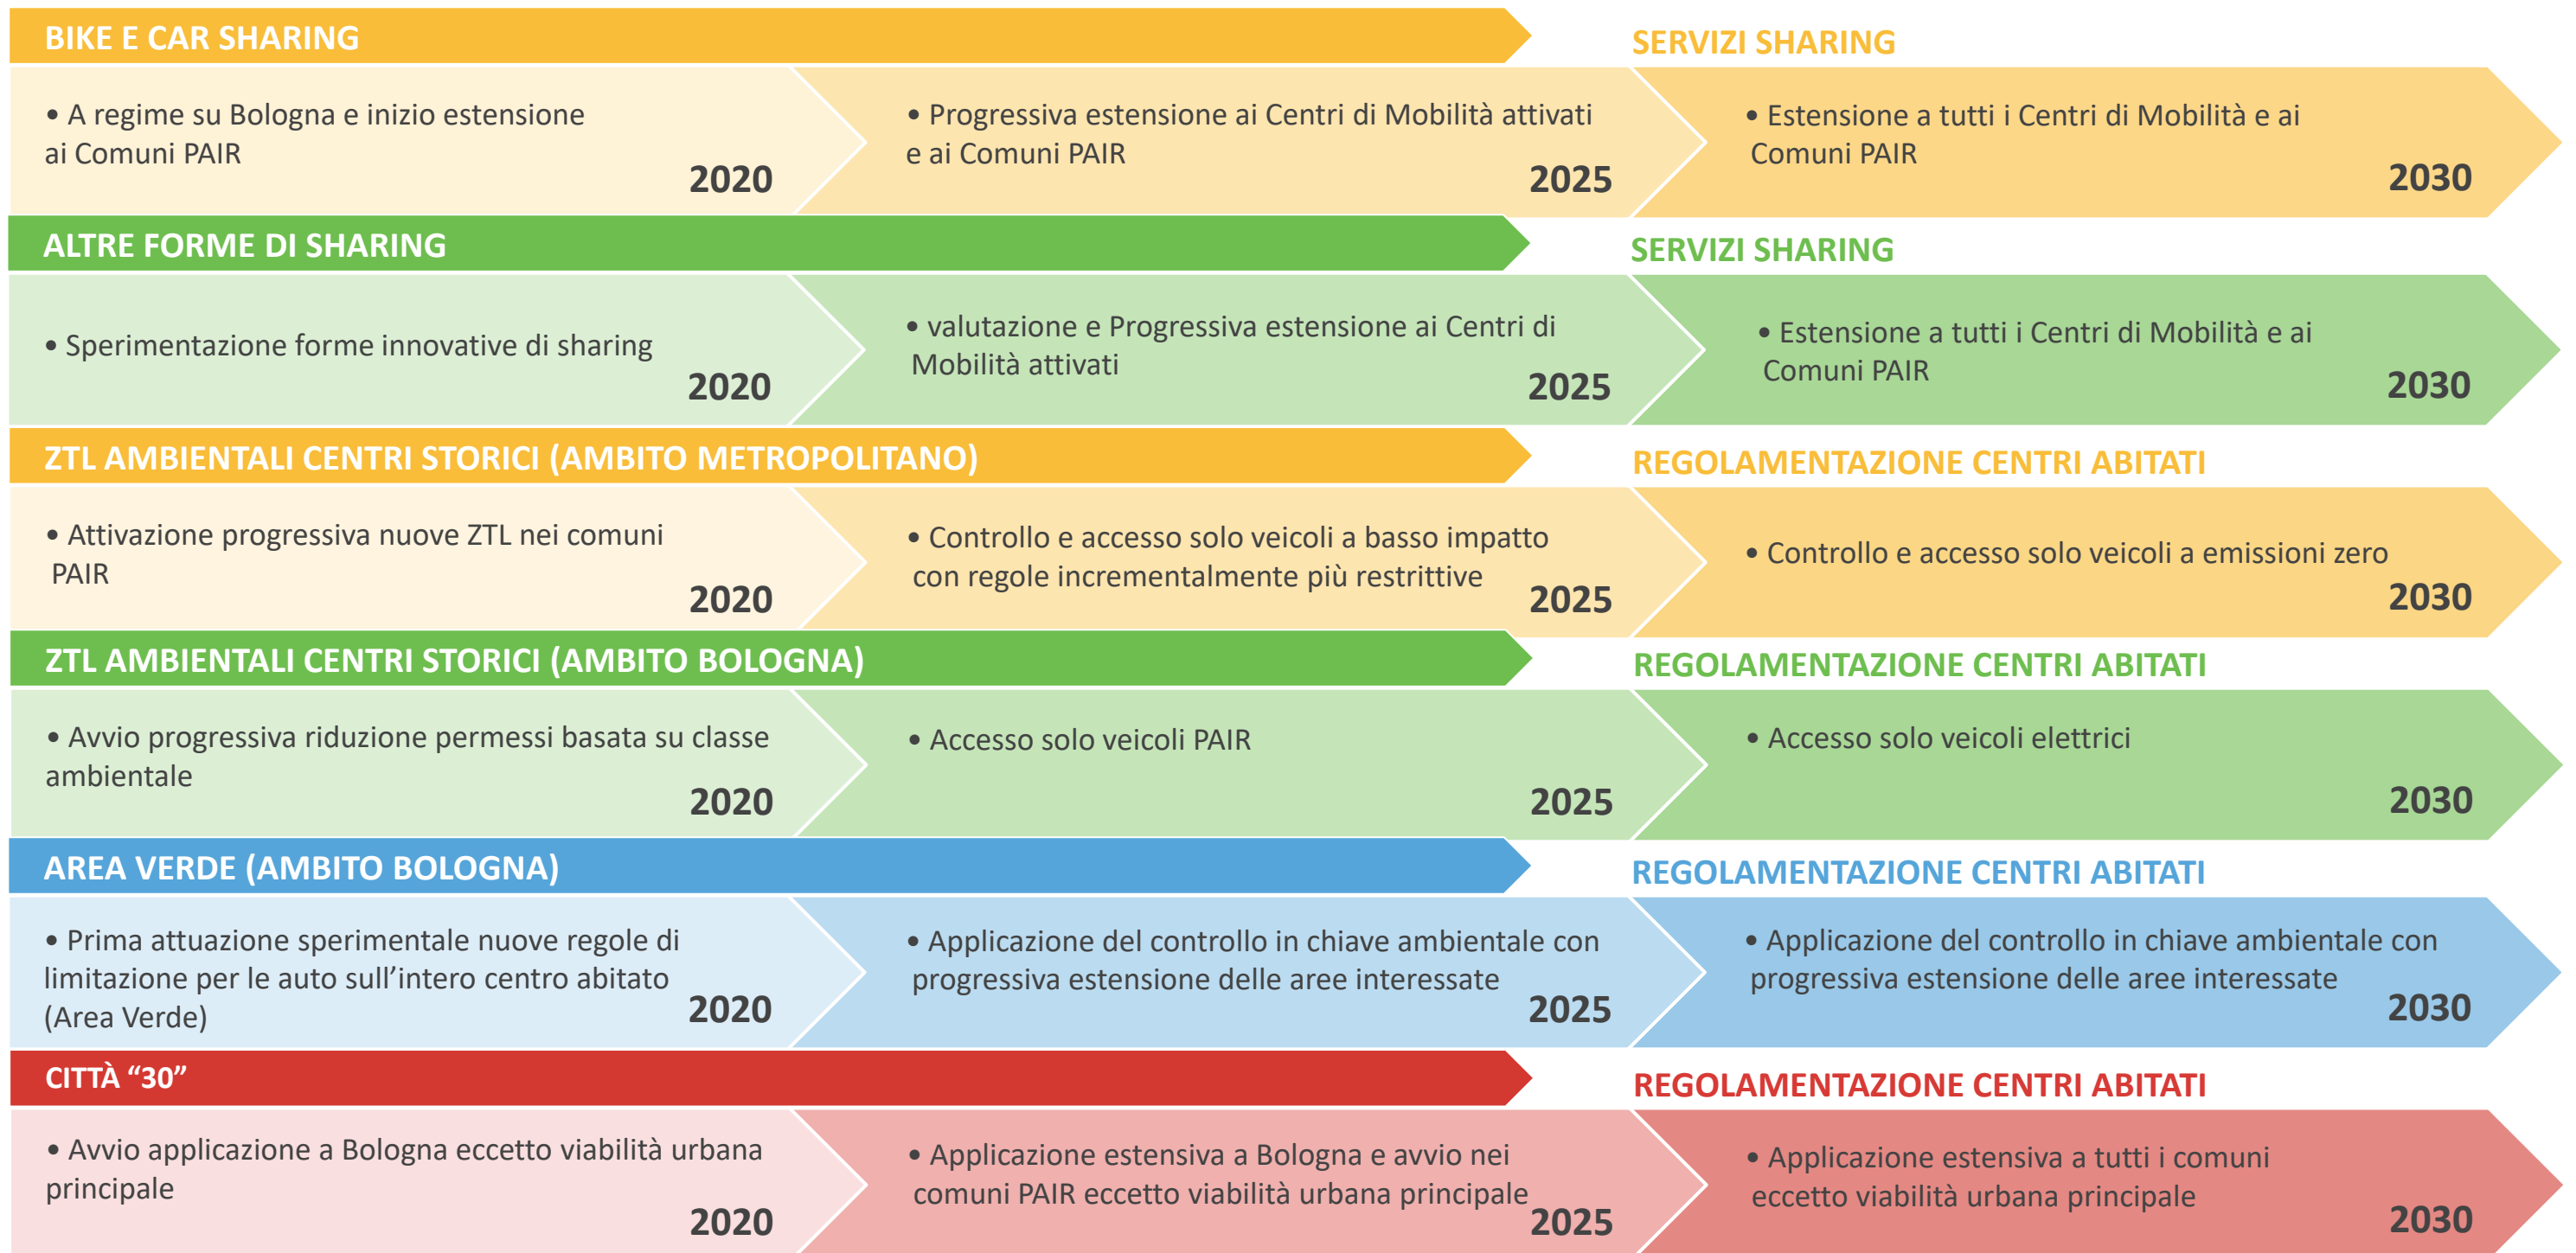 BIKE E CAR SHARING
SERVIZI SHARING
• A regime su Bologna e inizio estensione
ai Comuni PAIR
2020
• Progressiva estensione ai Centri di Mobilità attivati
e ai Comuni PAIR
2025
• Estensione a tutti i Centri di Mobilità e ai
Comuni PAIR
2030
ALTRE FORME DI SHARING
SERVIZI SHARING
• Sperimentazione forme innovative di sharing
2020
• valutazione e Progressiva estensione ai Centri di
Mobilità attivati
2025
• Estensione a tutti i Centri di Mobilità e ai
Comuni PAIR
2030
ZTL AMBIENTALI CENTRI STORICI (AMBITO METROPOLITANO)
REGOLAMENTAZIONE CENTRI ABITATI
• Attivazione progressiva nuove ZTL nei comuni
PAIR
2020
• Controllo e accesso solo veicoli a basso impatto
con regole incrementalmente più restrittive
2025
• Controllo e accesso solo veicoli a emissioni zero
2030
ZTL AMBIENTALI CENTRI STORICI (AMBITO BOLOGNA)
REGOLAMENTAZIONE CENTRI ABITATI
• Avvio progressiva riduzione permessi basata su classe
ambientale
2020
• Accesso solo veicoli PAIR
2025
• Accesso solo veicoli elettrici
2030
AREA VERDE (AMBITO BOLOGNA)
REGOLAMENTAZIONE CENTRI ABITATI
• Prima attuazione sperimentale nuove regole di
limitazione per le auto sull’intero centro abitato
(Area Verde)
2020
• Applicazione del controllo in chiave ambientale con
progressiva estensione delle aree interessate
2025
• Applicazione del controllo in chiave ambientale con
progressiva estensione delle aree interessate
2030
CITTÀ “30”
REGOLAMENTAZIONE CENTRI ABITATI
• Avvio applicazione a Bologna eccetto viabilità urbana
principale
2020
• Applicazione estensiva a Bologna e avvio nei
comuni PAIR eccetto viabilità urbana principale
2025
• Applicazione estensiva a tutti i comuni
eccetto viabilità urbana principale
2030